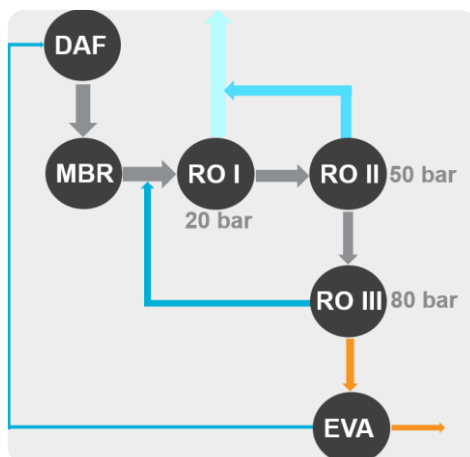 DAF
MBR
RO I
RO II
50 bar
20 bar
RO III
80 bar
EVA